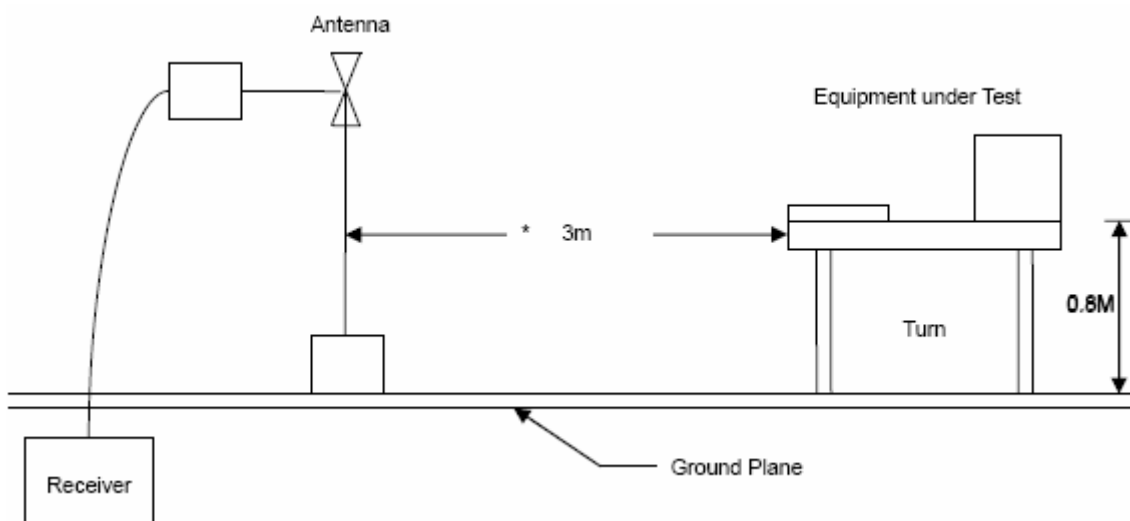 Antenna
Equipment under Test
* 3m
0.8M
Turn
Ground Plane
Receiver